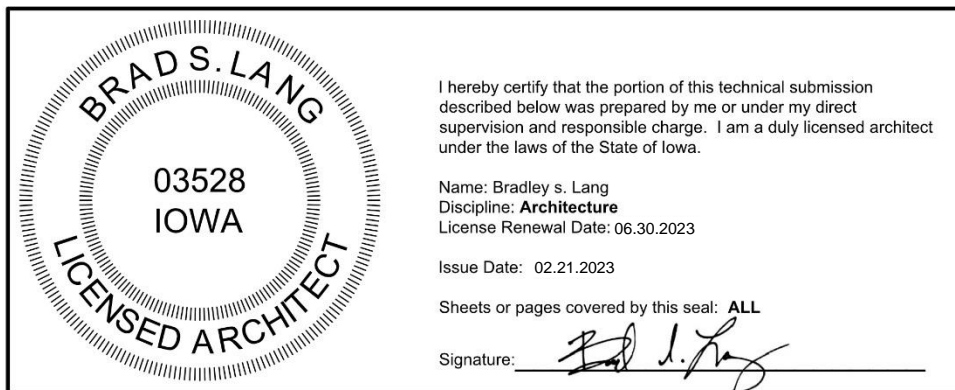 BRAD S. LANG
03528
IOWA
LICENSED ARCHITECT
I hereby certify that the portion of this technical submission
described below was prepared by me or under my direct
supervision and responsible charge. I am a duly licensed architect
under the laws of the State of Iowa.
Name: Bradley s. Lang
Discipline: Architecture
License Renewal Date: 06.30.2023
Issue Date: 02.21.2023
Sheets or pages covered by this seal: ALL
Signature: Brad S. Lang